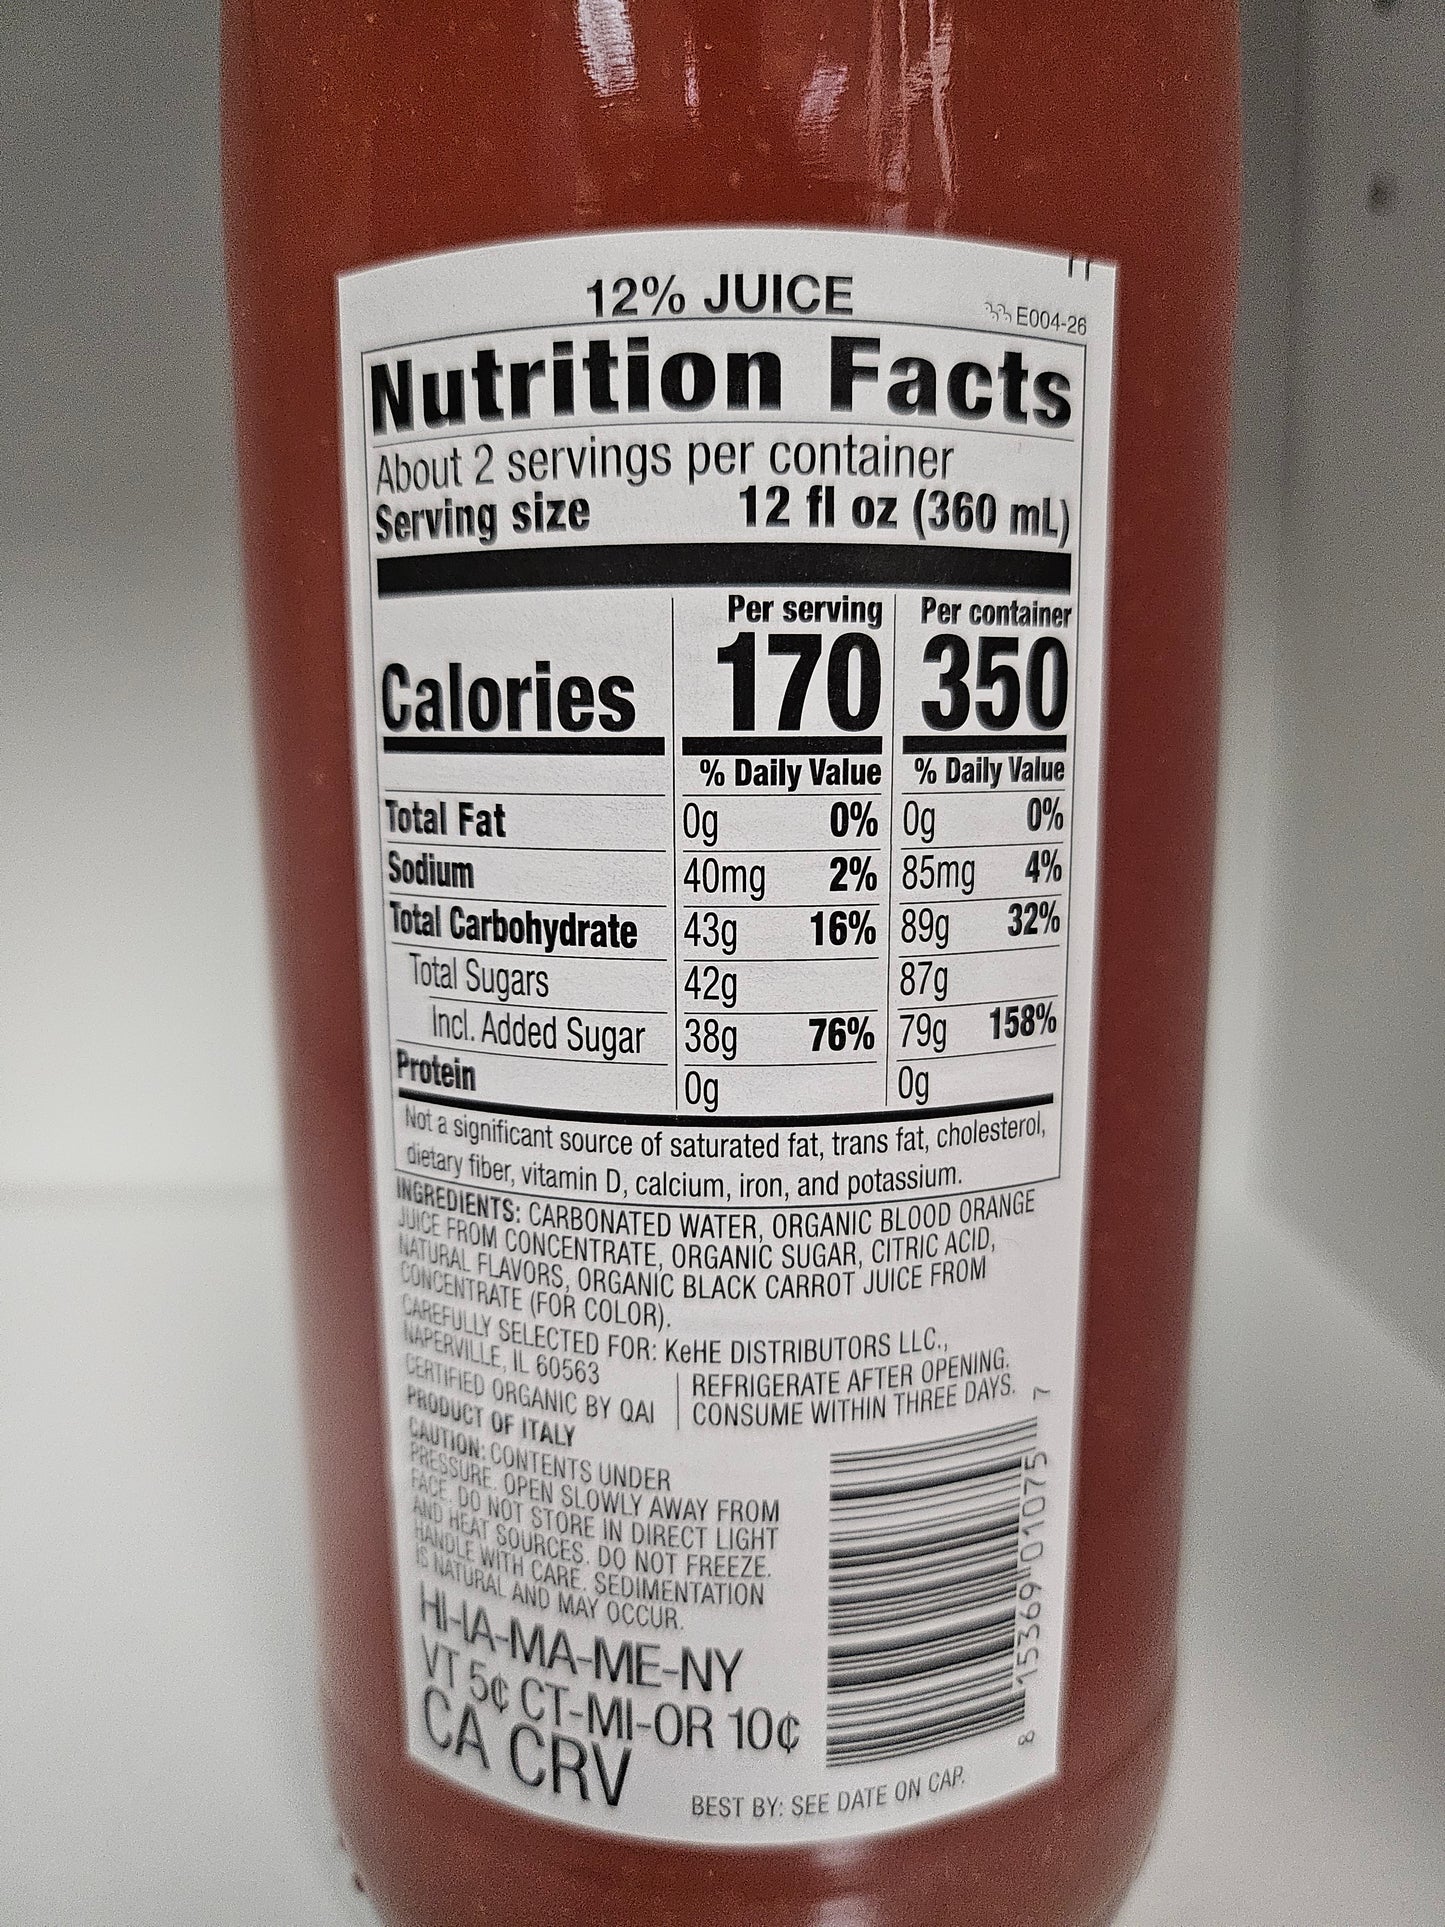 12% JUICE
E004-26
Nutrition Facts
About 2 servings per container
Serving size 12 fl oz (360 mL)
Per serving Per container
Calories 170 350
% Daily Value % Daily Value
Total Fat 0g 0% 0g 0%
Sodium 40mg 2% 85mg 4%
Total Carbohydrate 43g 16% 89g 32%
Total Sugars 42g 87g
Incl. Added Sugar 38g 76% 79g 158%
Protein 0g 0g
Not a significant source of saturated fat, trans fat, cholesterol,
dietary fiber, vitamin D, calcium, iron, and potassium.
INGREDIENTS: CARBONATED WATER, ORGANIC BLOOD ORANGE
JUICE FROM CONCENTRATE, ORGANIC SUGAR, CITRIC ACID,
NATURAL FLAVORS, ORGANIC BLACK CARROT JUICE FROM
CONCENTRATE (FOR COLOR).
CAREFULLY SELECTED FOR: KeHE DISTRIBUTORS LLC.,
NAPERVILLE, IL 60563
CERTIFIED ORGANIC BY QAI
PRODUCT OF ITALY
REFRIGERATE AFTER OPENING.
CONSUME WITHIN THREE DAYS.
CAUTION: CONTENTS UNDER
PRESSURE. OPEN SLOWLY AWAY FROM
FACE. DO NOT STORE IN DIRECT LIGHT
AND HEAT SOURCES. DO NOT FREEZE.
HANDLE WITH CARE. SEDIMENTATION
IS NATURAL AND MAY OCCUR.
HI-IA-MA-ME-NY
VT 5¢ CT-MI-OR 10¢
CA CRV
8 15369 01075 7
BEST BY: SEE DATE ON CAP.